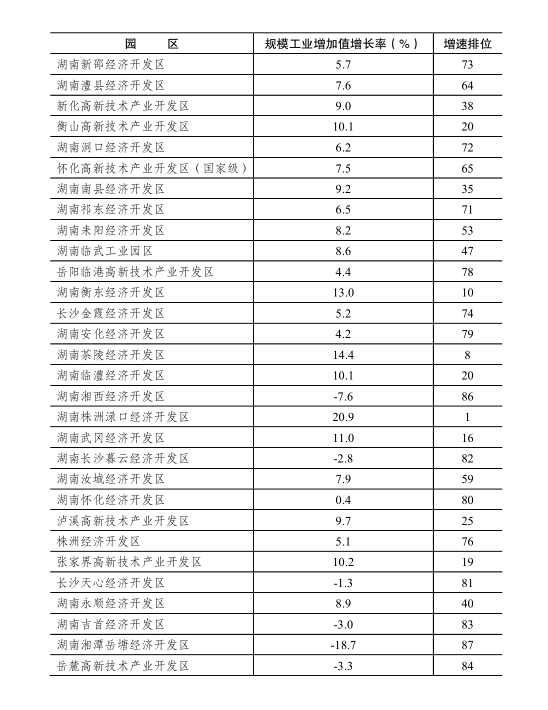 园 区 规模工业增加值增长率（%） 增速排位
湖南新邵经济开发区 5.7 73
湖南澧县经济开发区 7.6 64
新化高新技术产业开发区 9.0 38
衡山高新技术产业开发区 10.1 20
湖南洞口经济开发区 6.2 72
怀化高新技术产业开发区（国家级） 7.5 65
湖南南县经济开发区 9.2 35
湖南祁东经济开发区 6.5 71
湖南耒阳经济开发区 8.2 53
湖南临武工业园区 8.6 47
岳阳临港高新技术产业开发区 4.4 78
湖南衡东经济开发区 13.0 10
长沙金霞经济开发区 5.2 74
湖南安化经济开发区 4.2 79
湖南茶陵经济开发区 14.4 8
湖南临澧经济开发区 10.1 20
湖南湘西经济开发区 -7.6 86
湖南株洲渌口经济开发区 20.9 1
湖南武冈经济开发区 11.0 16
湖南长沙暮云经济开发区 -2.8 82
湖南汝城经济开发区 7.9 59
湖南怀化经济开发区 0.4 80
泸溪高新技术产业开发区 9.7 25
株洲经济开发区 5.1 76
张家界高新技术产业开发区 10.2 19
长沙天心经济开发区 -1.3 81
湖南永顺经济开发区 8.9 40
湖南吉首经济开发区 -3.0 83
湖南湘潭岳塘经济开发区 -18.7 87
岳麓高新技术产业开发区 -3.3 84